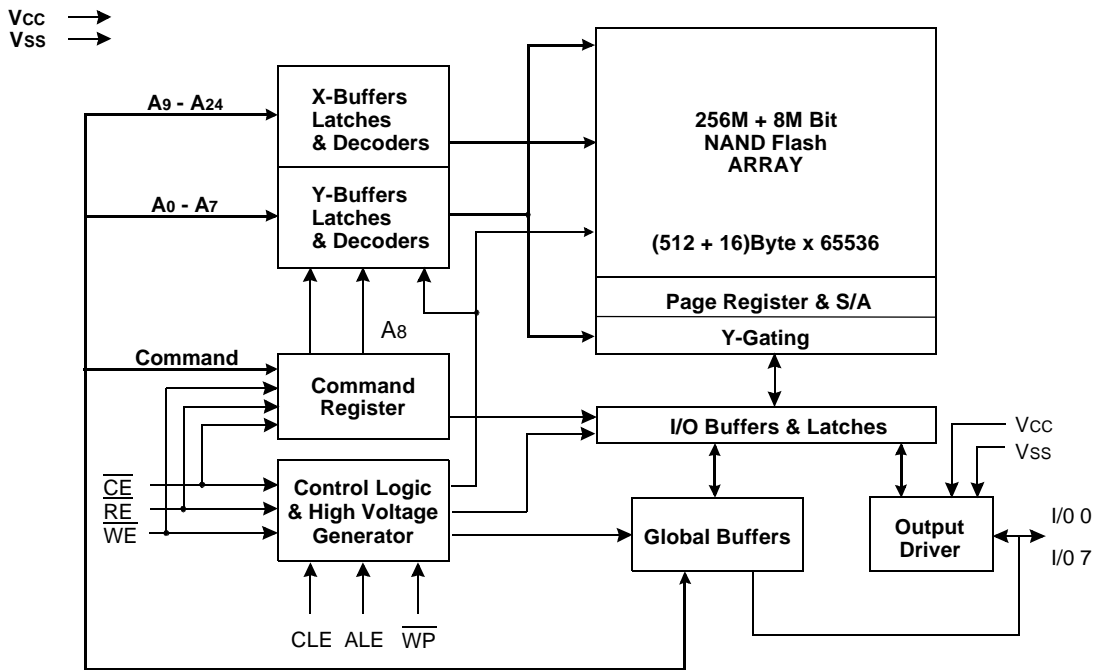 VCC
VSS
A9 - A24
X-Buffers
Latches
& Decoders
A0 - A7
Y-Buffers
Latches
& Decoders
256M + 8M Bit
NAND Flash
ARRAY
(512 + 16)Byte x 65536
Page Register & S/A
Y-Gating
A8
Command
Command
Register
I/O Buffers & Latches
VCC
VSS
CE
RE
WE
Control Logic
& High Voltage
Generator
Global Buffers
Output
Driver
I/0 0
I/0 7
CLE
ALE
WP